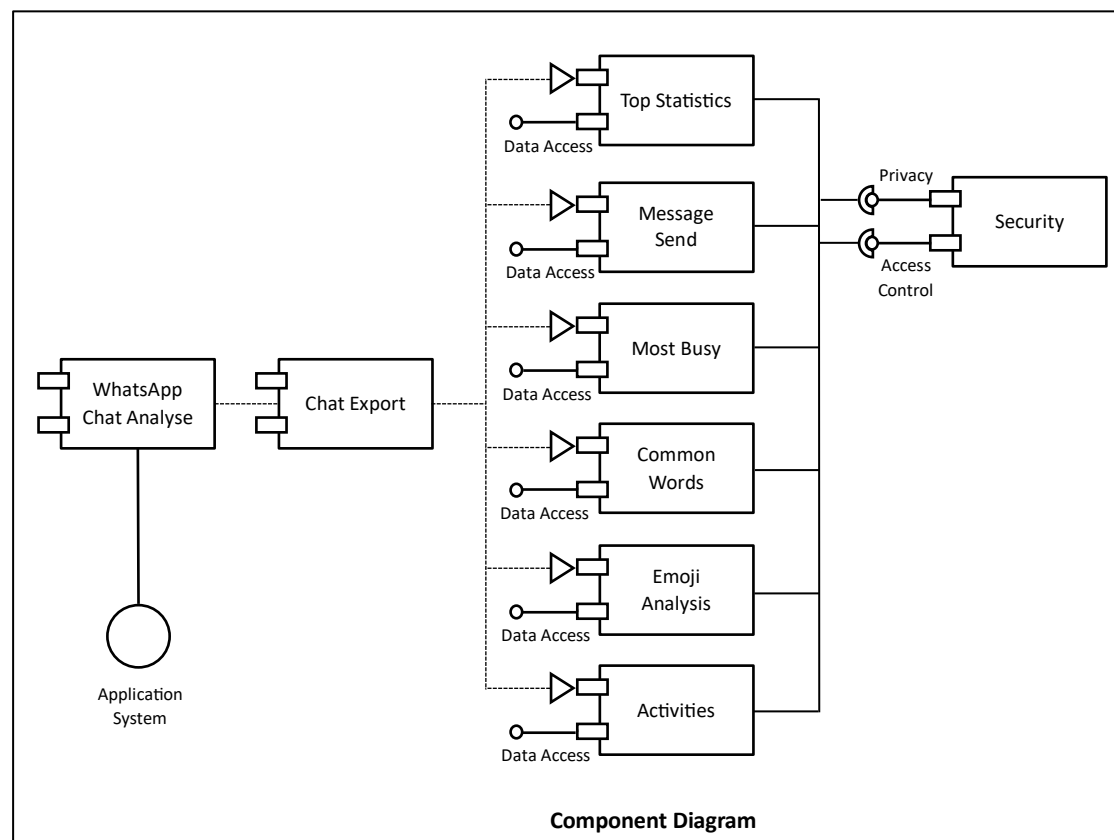 Top Statistics
Data Access
Privacy
Security
Message
Send
Access
Control
Data Access
Most Busy
Data Access
WhatsApp
Chat Analyse
Chat Export
Common
Words
Data Access
Emoji
Analysis
Data Access
Application
System
Activities
Data Access
Component Diagram